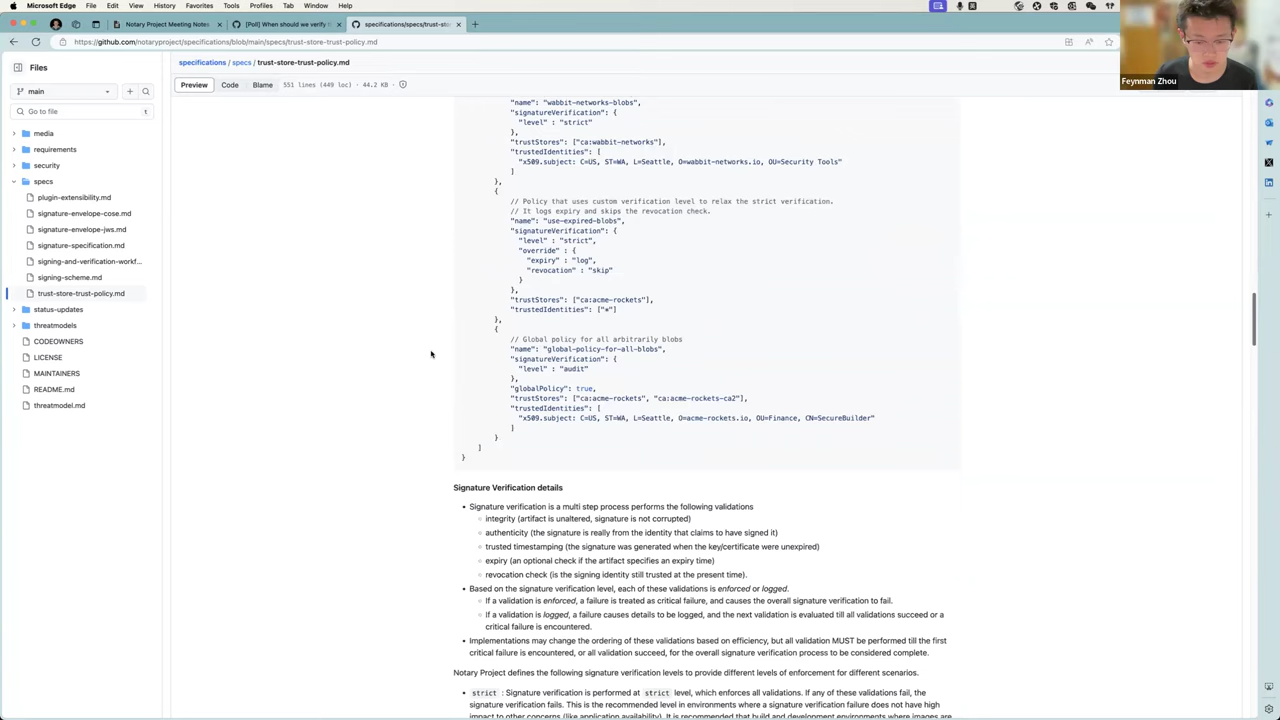 Microsoft Edge File Edit View History Favorites Tools Profiles Tab Window Help
Notary Project Meeting Notes
[Poll] When should we verify t
specifications/specs/trust-stor
https://github.com/notaryproject/specifications/blob/main/specs/trust-store-trust-policy.md
Feynman Zhou
Files
specifications / specs / trust-store-trust-policy.md
main
Preview Code Blame 551 lines (449 loc) · 44.2 KB
Go to file t
media
requirements
security
specs
plugin-extensibility.md
signature-envelope-cose.md
signature-envelope-jws.md
signature-specification.md
signing-and-verification-workf...
signing-scheme.md
trust-store-trust-policy.md
status-updates
threatmodels
CODEOWNERS
LICENSE
MAINTAINERS
README.md
threatmodel.md
"name": "wabbit-networks-blobs",
"signatureVerification": {
"level" : "strict"
},
"trustStores": ["ca:wabbit-networks"],
"trustedIdentities": [
"x509.subject: C=US, ST=WA, L=Seattle, O=wabbit-networks.io, OU=Security Tools"
]
},
{
// Policy that uses custom verification level to relax the strict verification.
// It logs expiry and skips the revocation check.
"name": "use-expired-blobs",
"signatureVerification": {
"level" : "strict",
"override" : {
"expiry" : "log",
"revocation" : "skip"
}
},
"trustStores": ["ca:acme-rockets"],
"trustedIdentities": ["*"]
},
{
// Global policy for all arbitrarily blobs
"name": "global-policy-for-all-blobs",
"signatureVerification": {
"level" : "audit"
},
"globalPolicy": true,
"trustStores": ["ca:acme-rockets", "ca:acme-rockets-ca2"],
"trustedIdentities": [
"x509.subject: C=US, ST=WA, L=Seattle, O=acme-rockets.io, OU=Finance, CN=SecureBuilder"
]
}
]
}
Signature Verification details
• Signature verification is a multi step process performs the following validations
◦ integrity (artifact is unaltered, signature is not corrupted)
◦ authenticity (the signature is really from the identity that claims to have signed it)
◦ trusted timestamping (the signature was generated when the key/certificate were unexpired)
◦ expiry (an optional check if the artifact specifies an expiry time)
◦ revocation check (is the signing identity still trusted at the present time).
• Based on the signature verification level, each of these validations is enforced or logged.
◦ If a validation is enforced, a failure is treated as critical failure, and causes the overall signature verification to fail.
◦ If a validation is logged, a failure causes details to be logged, and the next validation is evaluated till all validations succeed or a
critical failure is encountered.
• Implementations may change the ordering of these validations based on efficiency, but all validation MUST be performed till the first
critical failure is encountered, or all validation succeed, for the overall signature verification process to be considered complete.
Notary Project defines the following signature verification levels to provide different levels of enforcement for different scenarios.
• strict : Signature verification is performed at strict level, which enforces all validations. If any of these validations fail, the
signature verification fails. This is the recommended level in environments where a signature verification failure does not have high
impact to other concerns (like application availability). It is recommended that build and development environments where images are